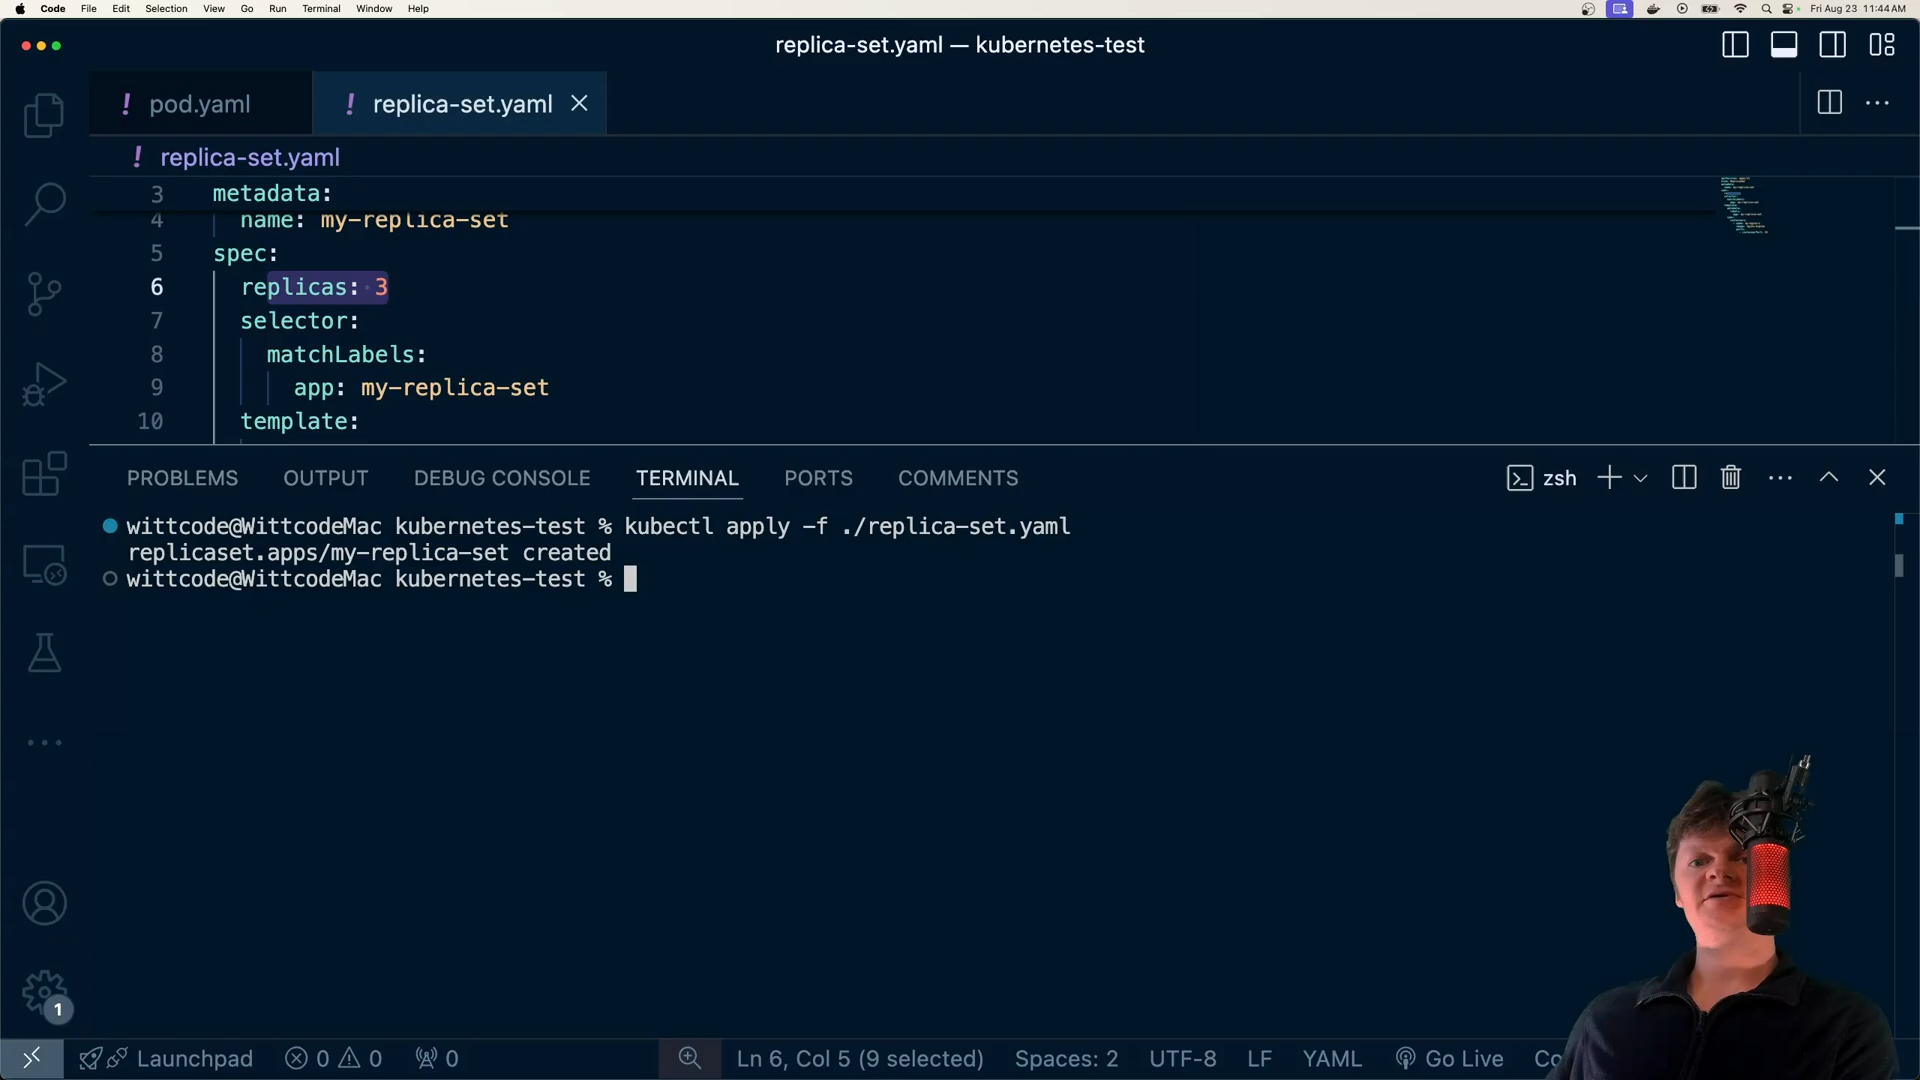 Code File Edit Selection View Go Run Terminal Window Help Fri Aug 23 11:44 AM
replica-set.yaml — kubernetes-test
! pod.yaml ! replica-set.yaml
! replica-set.yaml
3 metadata:
4 name: my-replica-set
5 spec:
6 replicas: 3
7 selector:
8 matchLabels:
9 app: my-replica-set
10 template:
PROBLEMS OUTPUT DEBUG CONSOLE TERMINAL PORTS COMMENTS zsh
wittcode@WittcodeMac kubernetes-test % kubectl apply -f ./replica-set.yaml
replicaset.apps/my-replica-set created
wittcode@WittcodeMac kubernetes-test %
1
Launchpad 0 0 0 Ln 6, Col 5 (9 selected) Spaces: 2 UTF-8 LF YAML Go Live Co